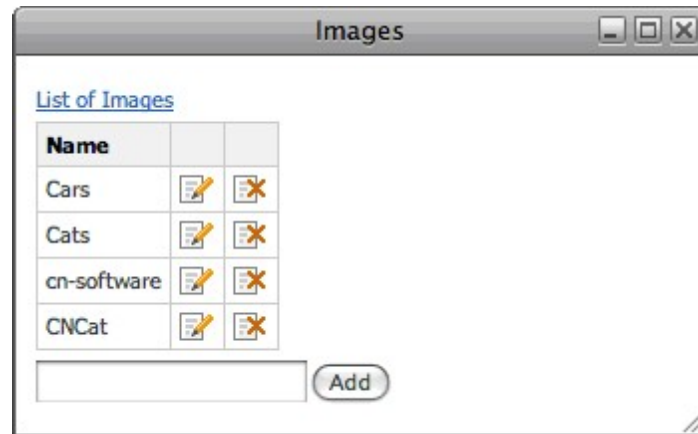 Images
List of Images
Name
Cars
Cats
cn-software
CNCat
Add